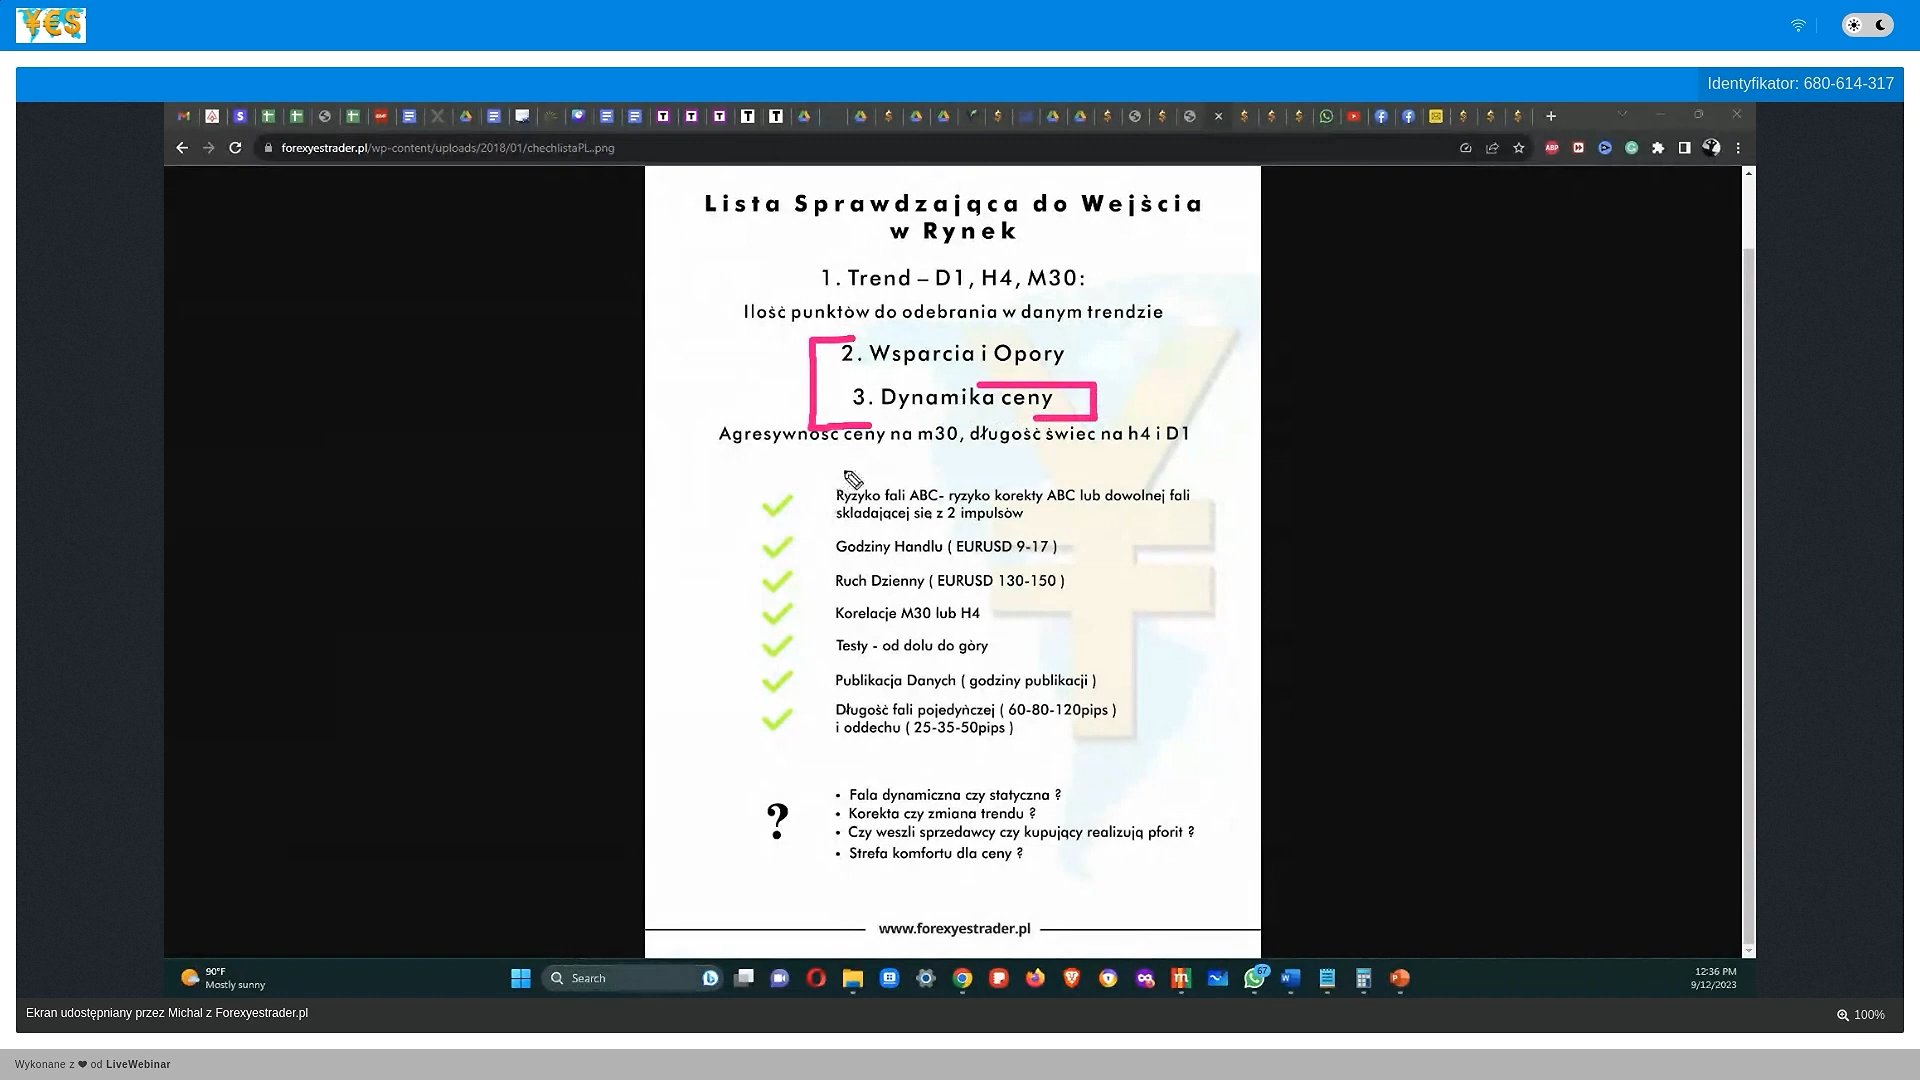 ¥€$
Identyfikator: 680-614-317
forexyestrader.pl/wp-content/uploads/2018/01/chechlistaPL..png
Lista Sprawdzająca do Wejścia
w Rynek
1. Trend – D1, H4, M30:
Ilość punktów do odebrania w danym trendzie
2. Wsparcia i Opory
3. Dynamika ceny
Agresywność ceny na m30, długość świec na h4 i D1
Ryzyko fali ABC- ryzyko korekty ABC lub dowolnej fali
skladającej się z 2 impulsów
Godziny Handlu ( EURUSD 9-17 )
Ruch Dzienny ( EURUSD 130-150 )
Korelacje M30 lub H4
Testy - od dolu do góry
Publikacja Danych ( godziny publikacji )
Długość fali pojedyńczej ( 60-80-120pips )
i oddechu ( 25-35-50pips )
?
• Fala dynamiczna czy statyczna ?
• Korekta czy zmiana trendu ?
• Czy weszli sprzedawcy czy kupujący realizują pforit ?
• Strefa komfortu dla ceny ?
www.forexyestrader.pl
90°F
Mostly sunny
Search
67
12:36 PM
9/12/2023
Ekran udostępniany przez Michal z Forexyestrader.pl
100%
Wykonane z ❤ od LiveWebinar